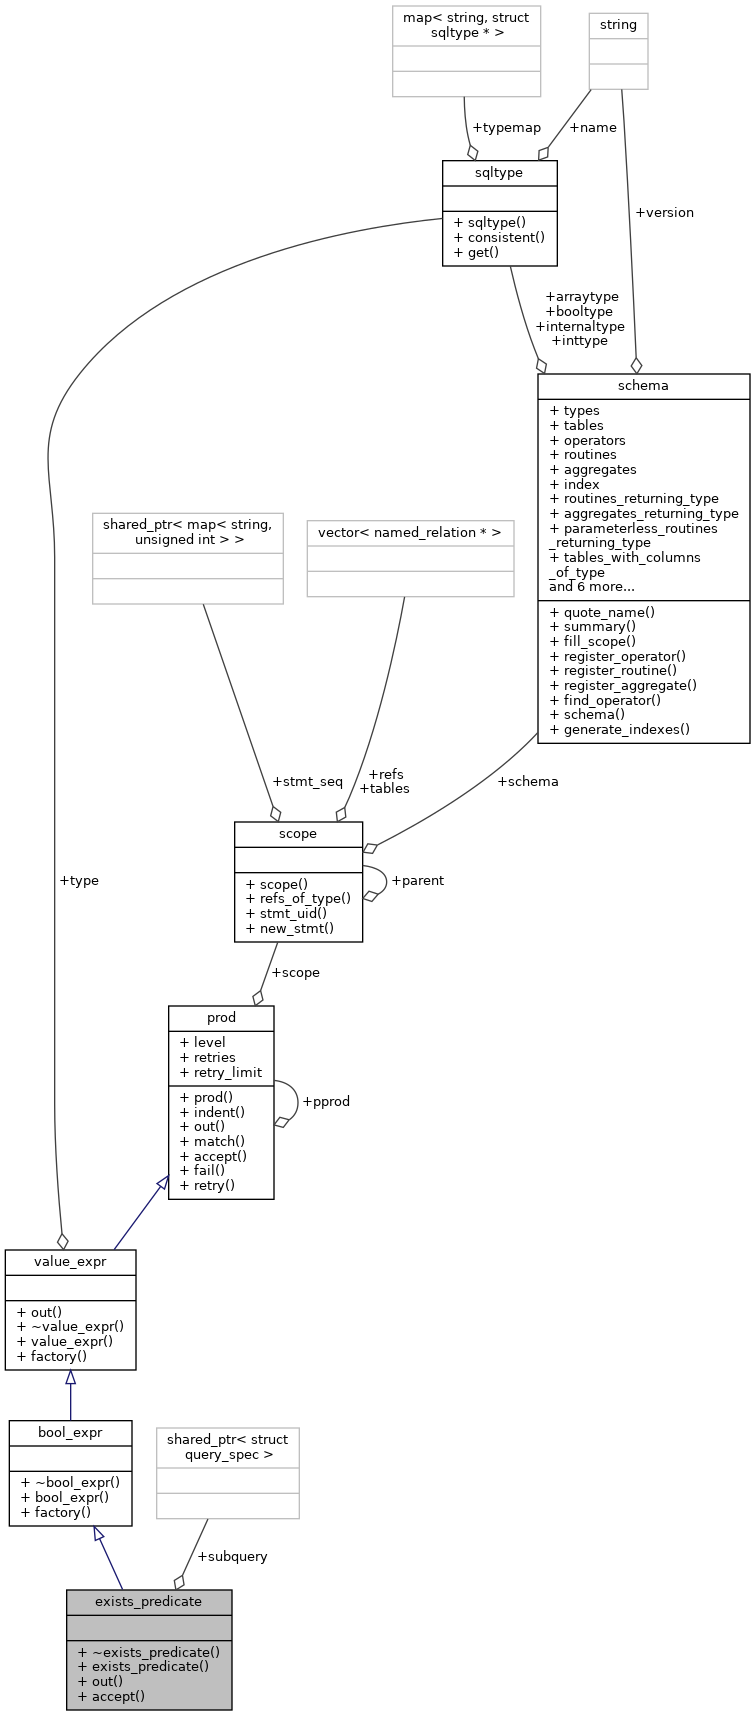 map< string, struct
sqltype * >
string
+typemap
+name
sqltype
+ sqltype()
+ consistent()
+ get()
+version
+arraytype
+booltype
+internaltype
+inttype
schema
+ types
+ tables
+ operators
+ routines
+ aggregates
+ index
+ routines_returning_type
+ aggregates_returning_type
+ parameterless_routines
_returning_type
+ tables_with_columns
_of_type
and 6 more...
+ quote_name()
+ summary()
+ fill_scope()
+ register_operator()
+ register_routine()
+ register_aggregate()
+ find_operator()
+ schema()
+ generate_indexes()
shared_ptr< map< string,
unsigned int > >
vector< named_relation * >
+stmt_seq
+refs
+tables
+schema
scope
+ scope()
+ refs_of_type()
+ stmt_uid()
+ new_stmt()
+parent
+type
+scope
prod
+ level
+ retries
+ retry_limit
+ prod()
+ indent()
+ out()
+ match()
+ accept()
+ fail()
+ retry()
+pprod
value_expr
+ out()
+ ~value_expr()
+ value_expr()
+ factory()
bool_expr
+ ~bool_expr()
+ bool_expr()
+ factory()
shared_ptr< struct
query_spec >
+subquery
exists_predicate
+ ~exists_predicate()
+ exists_predicate()
+ out()
+ accept()